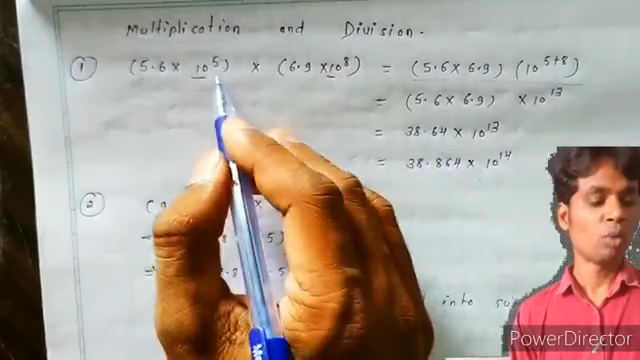 Multiplication and Division.
① (5.6 × 10⁵) × (6.9 × 10⁸) = (5.6 × 6.9) (10⁵⁺⁸)
= (5.6 × 6.9) × 10¹³
= 38.64 × 10¹³
= 38.864 × 10¹⁴
②
into
PowerDirector